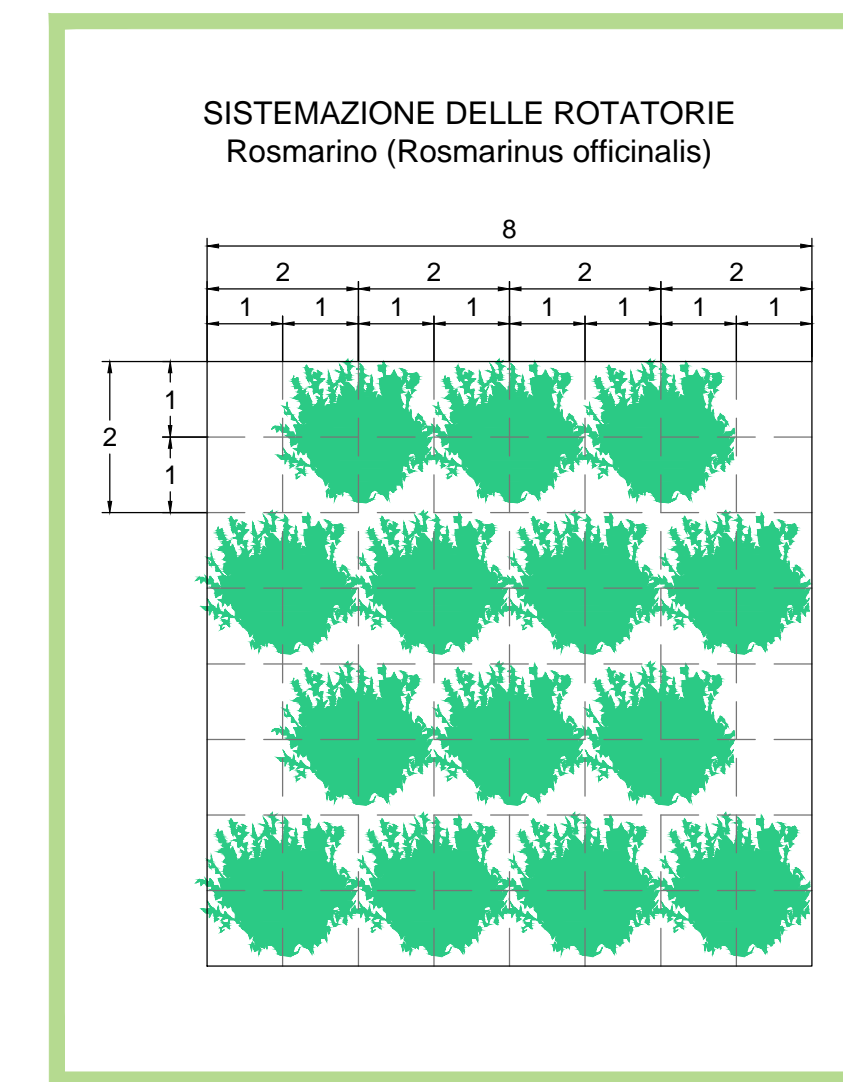 SISTEMAZIONE DELLE ROTATORIE
Rosmarino (Rosmarinus officinalis)
8
2 2 2 2
1 1 1 1 1 1 1 1
1
2
1